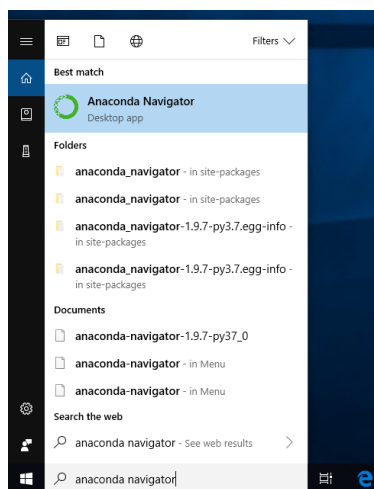 Filters
Best match
Anaconda Navigator
Desktop app
Folders
anaconda_navigator - in site-packages
anaconda_navigator - in site-packages
anaconda_navigator-1.9.7-py3.7.egg-info -
in site-packages
anaconda_navigator-1.9.7-py3.7.egg-info -
in site-packages
Documents
anaconda-navigator-1.9.7-py37_0
anaconda-navigator - in Menu
anaconda-navigator - in Menu
Search the web
anaconda navigator - See web results
anaconda navigator